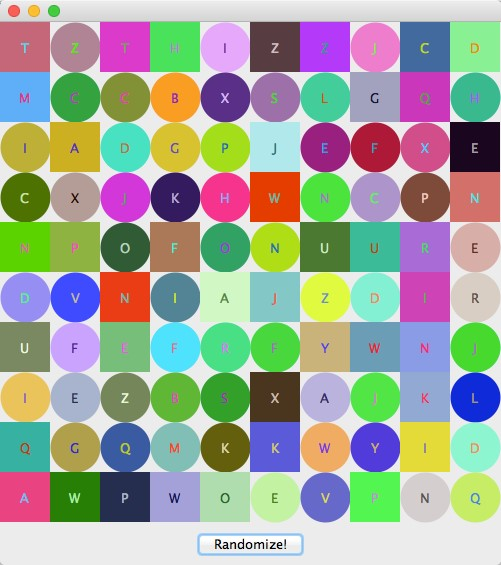 T Z T H I Z Z J C D
M C C B X S L G Q H
I A D G P J E F X E
C X J K H W N C P N
N P O F N N U U R E
D V N I A J Z D I R
U F E F R F Y W N J
I E Z B S X A J K L
Q G Q M K K W Y I D
A W P W O E V P N Q
Randomize!